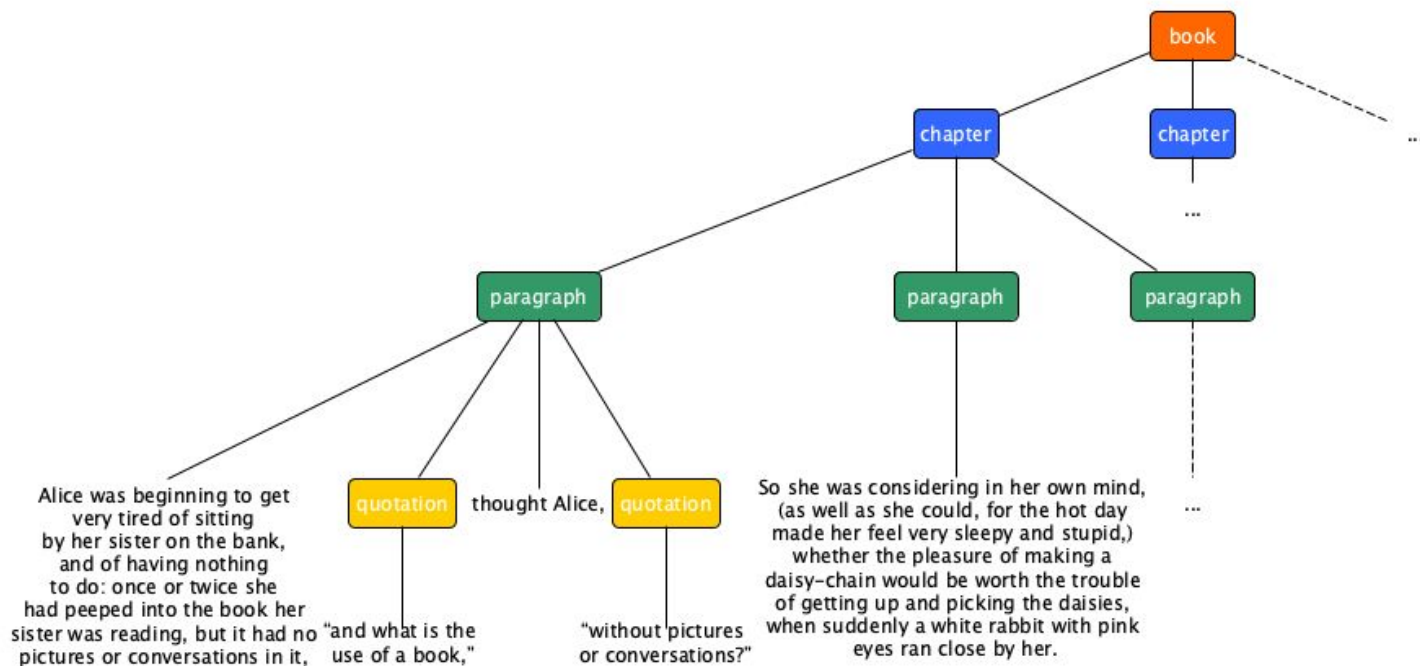 book
chapter
chapter
...
...
paragraph
paragraph
paragraph
Alice was beginning to get
very tired of sitting
by her sister on the bank,
and of having nothing
to do: once or twice she
had peeped into the book her
sister was reading, but it had no
pictures or conversations in it,
quotation
"and what is the
use of a book,"
thought Alice,
quotation
"without pictures
or conversations?"
So she was considering in her own mind,
(as well as she could, for the hot day
made her feel very sleepy and stupid,)
whether the pleasure of making a
daisy-chain would be worth the trouble
of getting up and picking the daisies,
when suddenly a white rabbit with pink
eyes ran close by her.
...